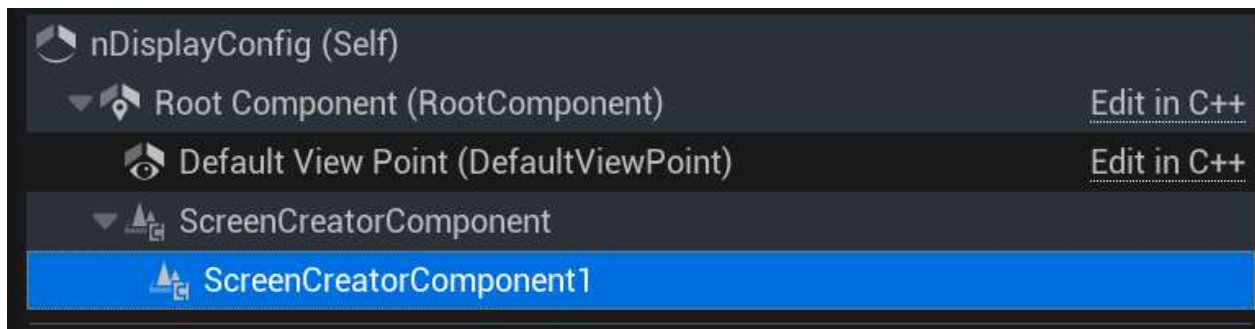 nDisplayConfig (Self)
Root Component (RootComponent) Edit in C++
Default View Point (DefaultViewPoint) Edit in C++
ScreenCreatorComponent
ScreenCreatorComponent1